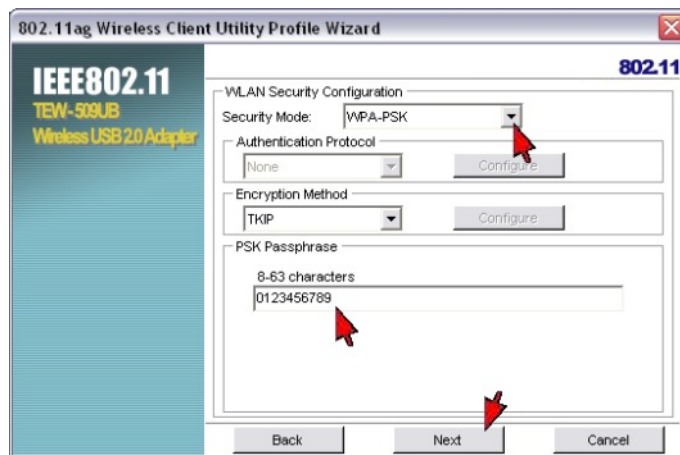 802.11ag Wireless Client Utility Profile Wizard
802.11
IEEE802.11
TEW-509UB
Wireless USB 2.0 Adapter
WLAN Security Configuration
Security Mode: WPA-PSK
Authentication Protocol
None Configure
Encryption Method
TKIP Configure
PSK Passphrase
8-63 characters
0123456789
Back Next Cancel